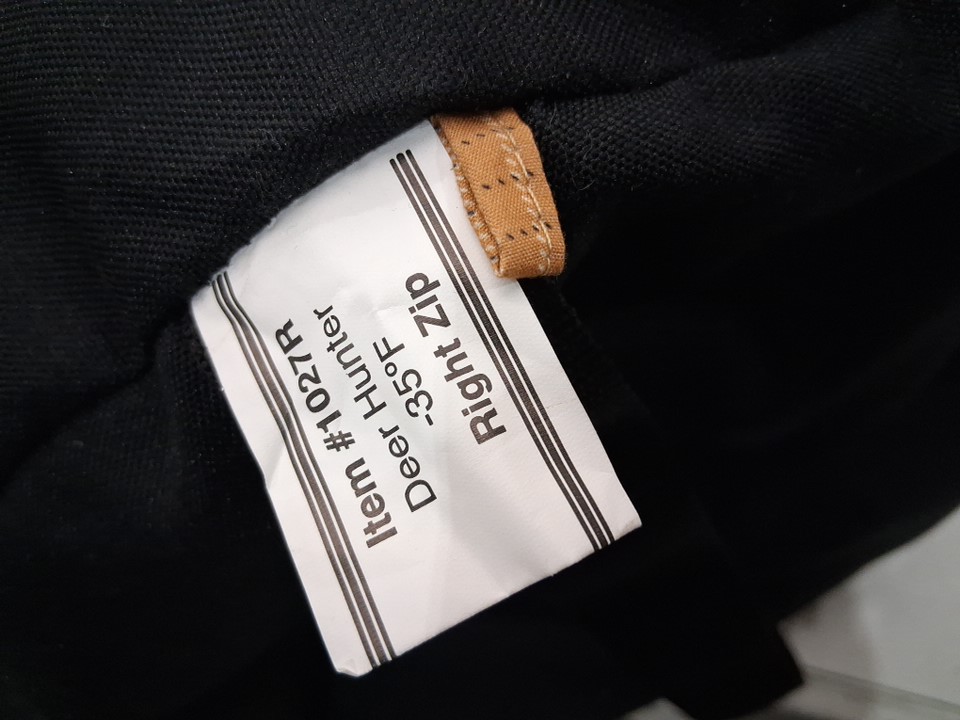 Item #1027R
Deer Hunter
-35°F
Right Zip